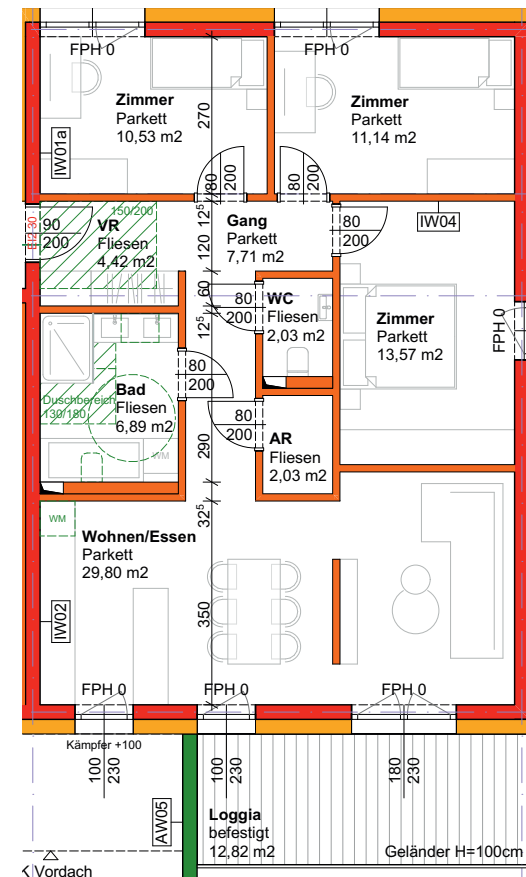 FPH 0
FPH 0
Zimmer
Parkett
10,53 m2
Zimmer
Parkett
11,14 m2
270
IW01a
80
200
80
200
150/200
EI2 30
90
200
VR
Fliesen
4,42 m2
12⁵
120
Gang
Parkett
7,71 m2
80
200
IW04
60
12⁵
80
200
WC
Fliesen
2,03 m2
Zimmer
Parkett
13,57 m2
FPH 0
80
200
Bad
Fliesen
6,89 m2
Duschbereich
130/180
WM
80
200
AR
Fliesen
2,03 m2
290
32⁵
WM
Wohnen/Essen
Parkett
29,80 m2
IW02
350
FPH 0
FPH 0
FPH 0
Kämpfer +100
100
230
100
230
180
230
AW05
Loggia
befestigt
12,82 m2
Geländer H=100cm
Vordach